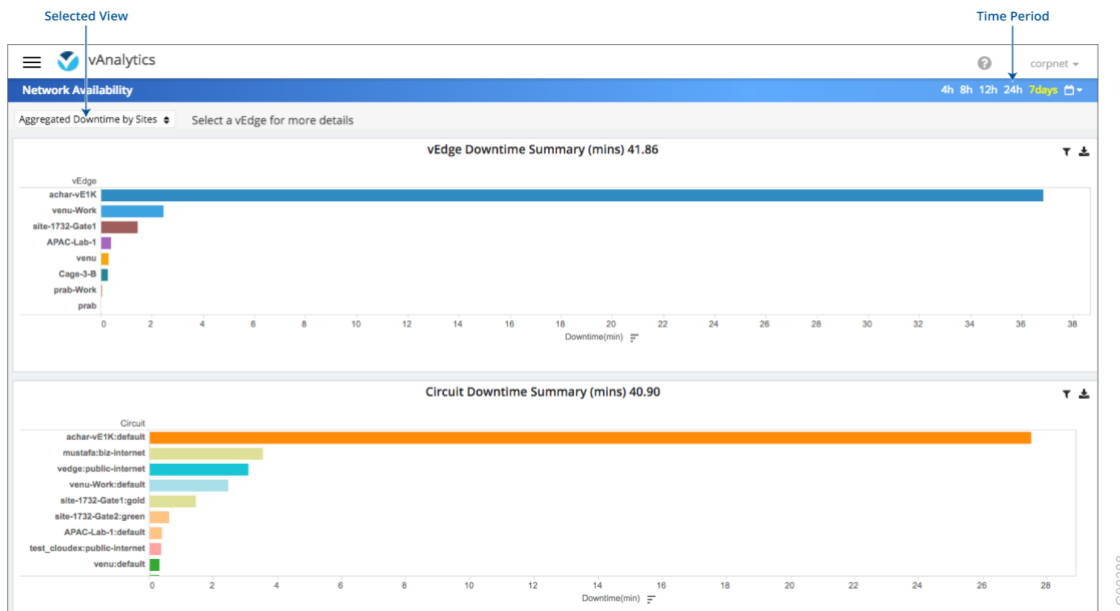 Selected View
Time Period
vAnalytics
corpnet
Network Availability
4h 8h 12h 24h 7days
Aggregated Downtime by Sites
Select a vEdge for more details
vEdge Downtime Summary (mins) 41.86
vEdge
achar-vE1K
venu-Work
site-1732-Gate1
APAC-Lab-1
venu
Cage-3-B
prab-Work
prab
0 2 4 6 8 10 12 14 16 18 20 22 24 26 28 30 32 34 36 38
Downtime(min)
Circuit Downtime Summary (mins) 40.90
Circuit
achar-vE1K:default
mustafa:biz-internet
vedge:public-internet
venu-Work:default
site-1732-Gate1:gold
site-1732-Gate2:green
APAC-Lab-1:default
test_cloudex:public-internet
venu:default
0 2 4 6 8 10 12 14 16 18 20 22 24 26 28
Downtime(min)